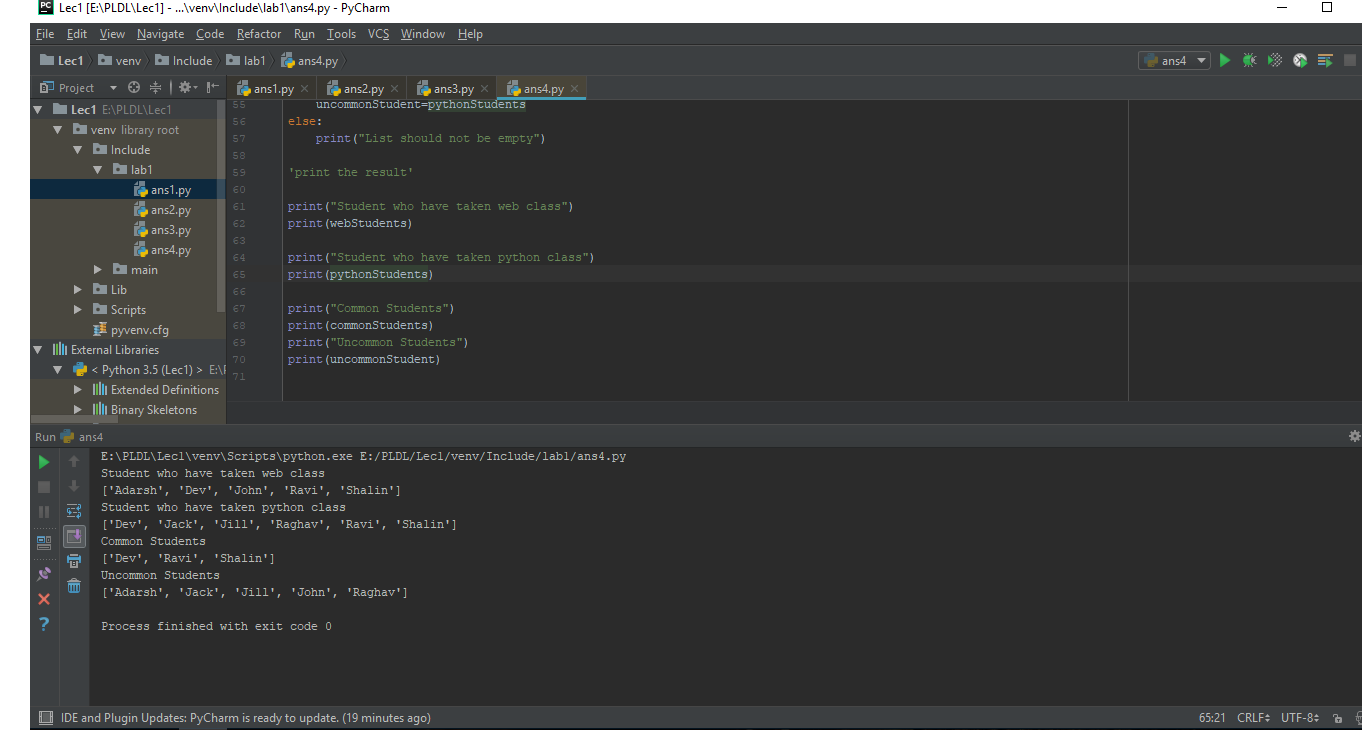 Lec1 [E:\PLDL\Lec1] - ...\venv\Include\lab1\ans4.py - PyCharm
File Edit View Navigate Code Refactor Run Tools VCS Window Help
Lec1 venv Include lab1 ans4.py ans4
Project ans1.py ans2.py ans3.py ans4.py
Lec1 E:\PLDL\Lec1
venv library root
Include
lab1
ans1.py
ans2.py
ans3.py
ans4.py
main
Lib
Scripts
pyvenv.cfg
External Libraries
< Python 3.5 (Lec1) > E:\
Extended Definitions
Binary Skeletons
55 uncommonStudent=pythonStudents
56 else:
57 print("List should not be empty")
58
59 'print the result'
60
61 print("Student who have taken web class")
62 print(webStudents)
63
64 print("Student who have taken python class")
65 print(pythonStudents)
66
67 print("Common Students")
68 print(commonStudents)
69 print("Uncommon Students")
70 print(uncommonStudent)
71
Run ans4
E:\PLDL\Lec1\venv\Scripts\python.exe E:/PLDL/Lec1/venv/Include/lab1/ans4.py
Student who have taken web class
['Adarsh', 'Dev', 'John', 'Ravi', 'Shalin']
Student who have taken python class
['Dev', 'Jack', 'Jill', 'Raghav', 'Ravi', 'Shalin']
Common Students
['Dev', 'Ravi', 'Shalin']
Uncommon Students
['Adarsh', 'Jack', 'Jill', 'John', 'Raghav']
Process finished with exit code 0
IDE and Plugin Updates: PyCharm is ready to update. (19 minutes ago) 65:21 CRLF UTF-8